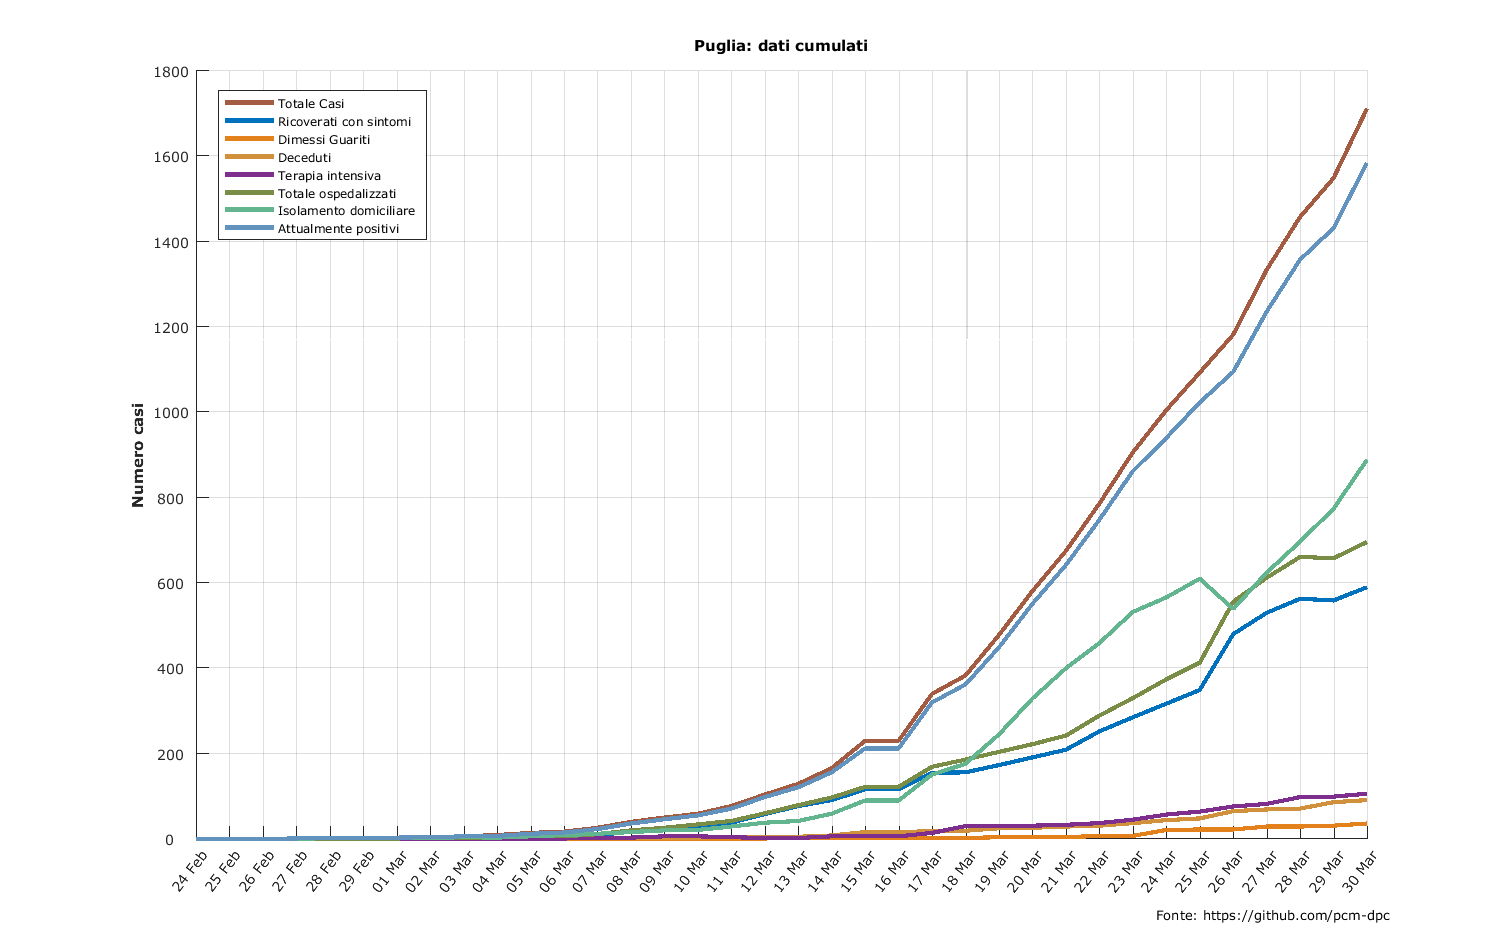 Puglia: dati cumulati
Numero casi
1800
1600
1400
1200
1000
800
600
400
200
0
Totale Casi
Ricoverati con sintomi
Dimessi Guariti
Deceduti
Terapia intensiva
Totale ospedalizzati
Isolamento domiciliare
Attualmente positivi
24 Feb
25 Feb
26 Feb
27 Feb
28 Feb
29 Feb
01 Mar
02 Mar
03 Mar
04 Mar
05 Mar
06 Mar
07 Mar
08 Mar
09 Mar
10 Mar
11 Mar
12 Mar
13 Mar
14 Mar
15 Mar
16 Mar
17 Mar
18 Mar
19 Mar
20 Mar
21 Mar
22 Mar
23 Mar
24 Mar
25 Mar
26 Mar
27 Mar
28 Mar
29 Mar
30 Mar
Fonte: https://github.com/pcm-dpc